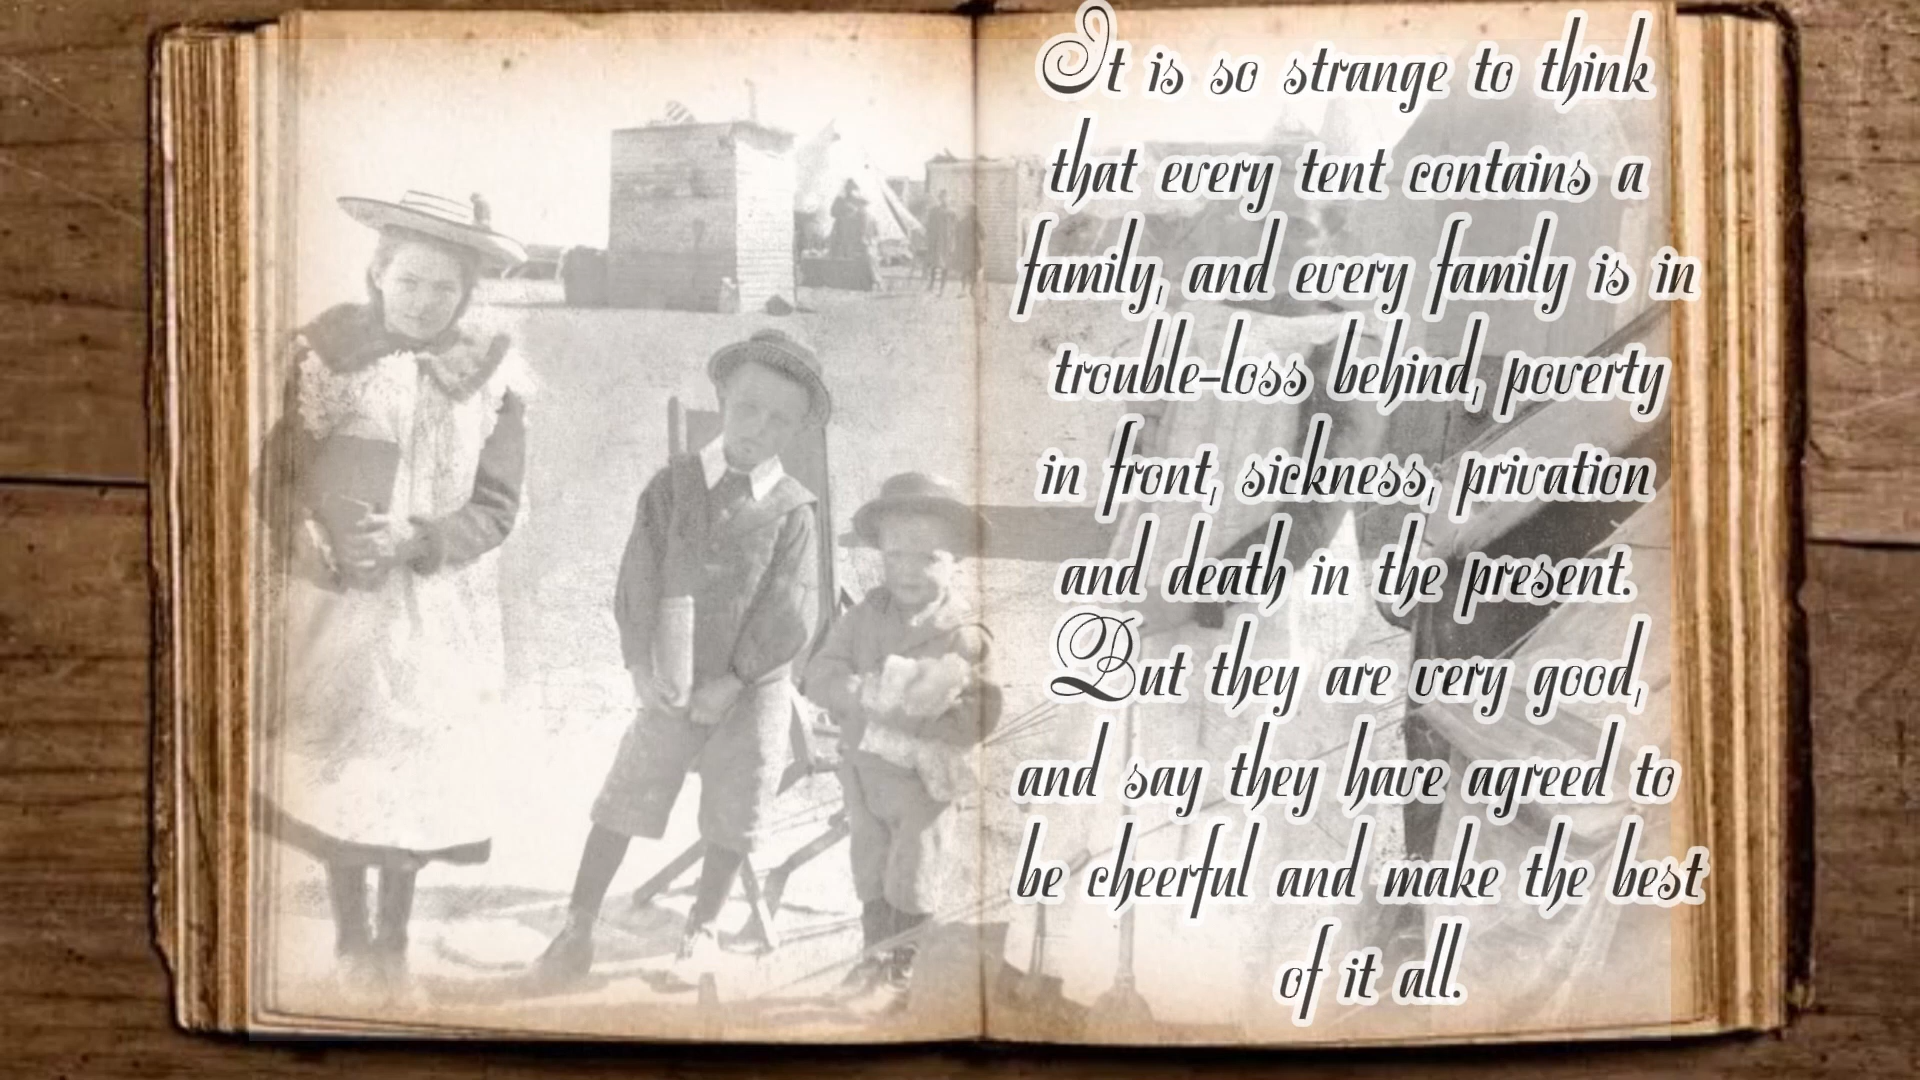 It is so strange to think
that every tent contains a
family, and every family is in
trouble-loss behind, poverty
in front, sickness, privation
and death in the present.
But they are very good,
and say they have agreed to
be cheerful and make the best
of it all.